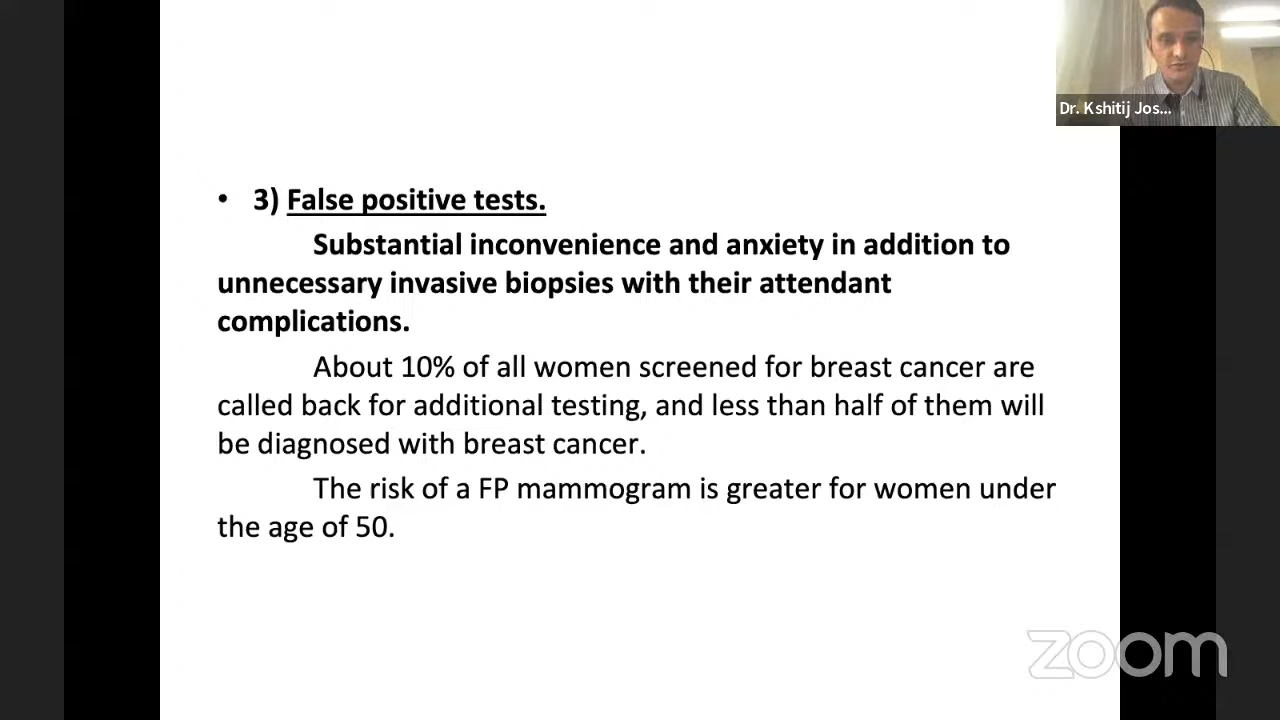 Dr. Kshitij Jos...
• 3) False positive tests.
Substantial inconvenience and anxiety in addition to
unnecessary invasive biopsies with their attendant
complications.
About 10% of all women screened for breast cancer are
called back for additional testing, and less than half of them will
be diagnosed with breast cancer.
The risk of a FP mammogram is greater for women under
the age of 50.
zoom